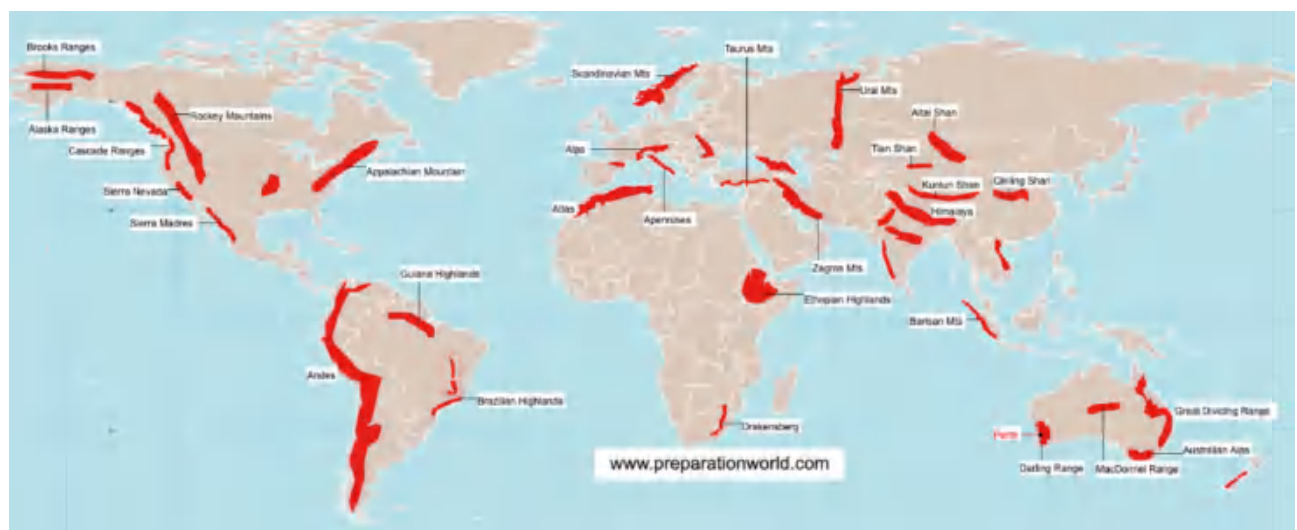 Brooks Ranges
Alaska Ranges
Rockey Mountains
Cascade Ranges
Sierra Nevada
Sierra Madres
Appalachian Mountain
Guiana Highlands
Andes
Brazilian Highlands
Scandinavian Mts
Taurus Mts
Ural Mts
Altai Shan
Tian Shan
Alps
Kunlun Shan
Qinling Shan
Atlas
Apennines
Himalaya
Zagros Mts
Ethiopian Highlands
Barisan Mts
Drakensberg
Great Dividing Range
Perth
Australian Alps
Darling Range
MacDonnel Range
www.preparationworld.com